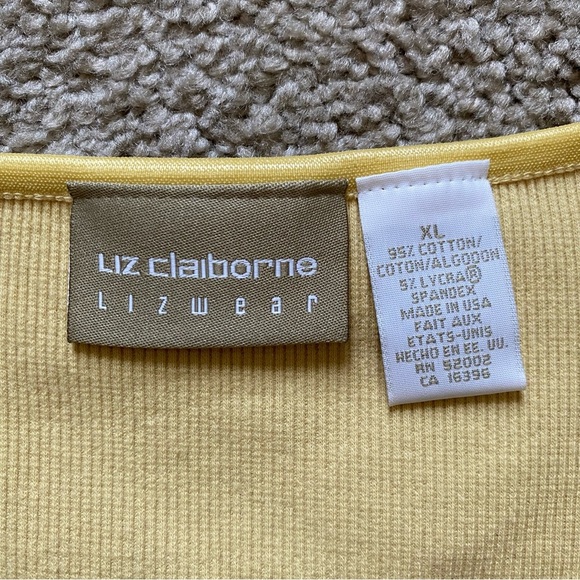 Liz claiborne
Lizwear
XL
95% COTTON/
COTON/ALGODON
5% LYCRA®
SPANDEX
MADE IN USA
FAIT AUX
ETATS-UNIS
HECHO EN EE. UU.
RN 52002
CA 16396